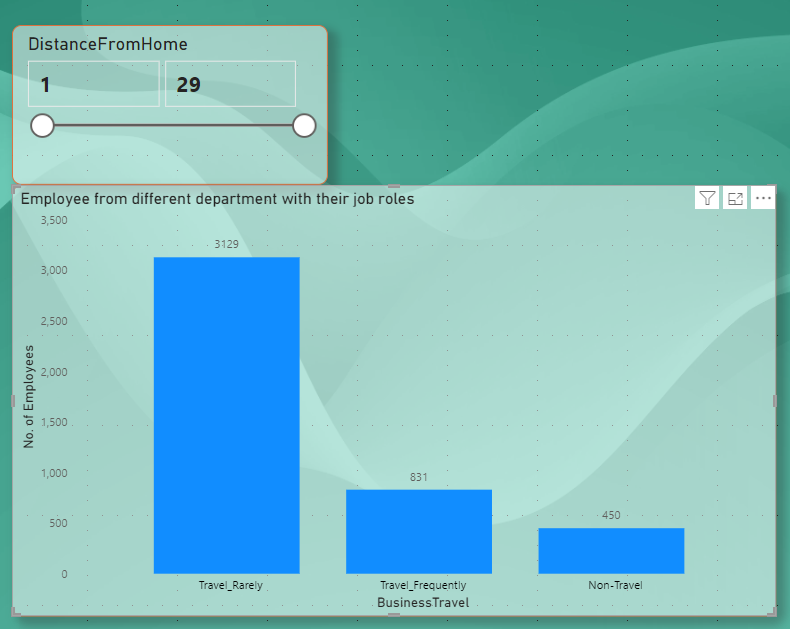 DistanceFromHome
1 29
Employee from different department with their job roles
3,500
3129
3,000
2,500
2,000
1,500
1,000
831
500
450
0
No. of Employees
Travel_Rarely Travel_Frequently Non-Travel
BusinessTravel